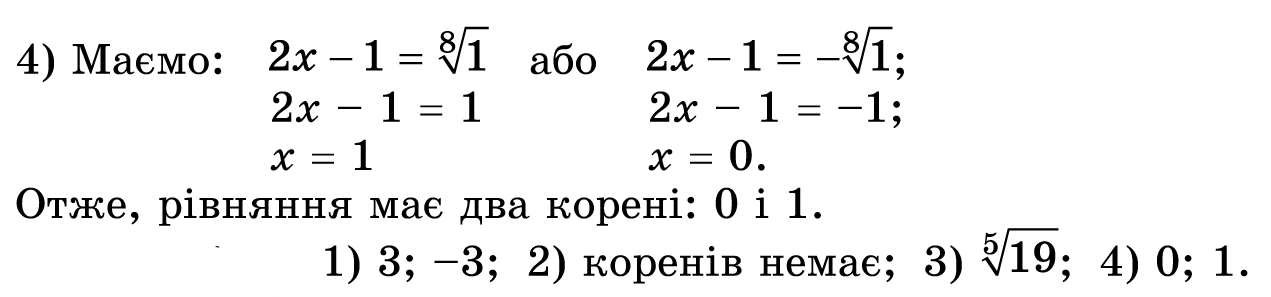 4) Маємо: 2x – 1 = ⁸√1 або 2x – 1 = –⁸√1;
2x – 1 = 1 2x – 1 = –1;
x = 1 x = 0.
Отже, рівняння має два корені: 0 і 1.
1) 3; –3; 2) коренів немає; 3) ⁵√19; 4) 0; 1.